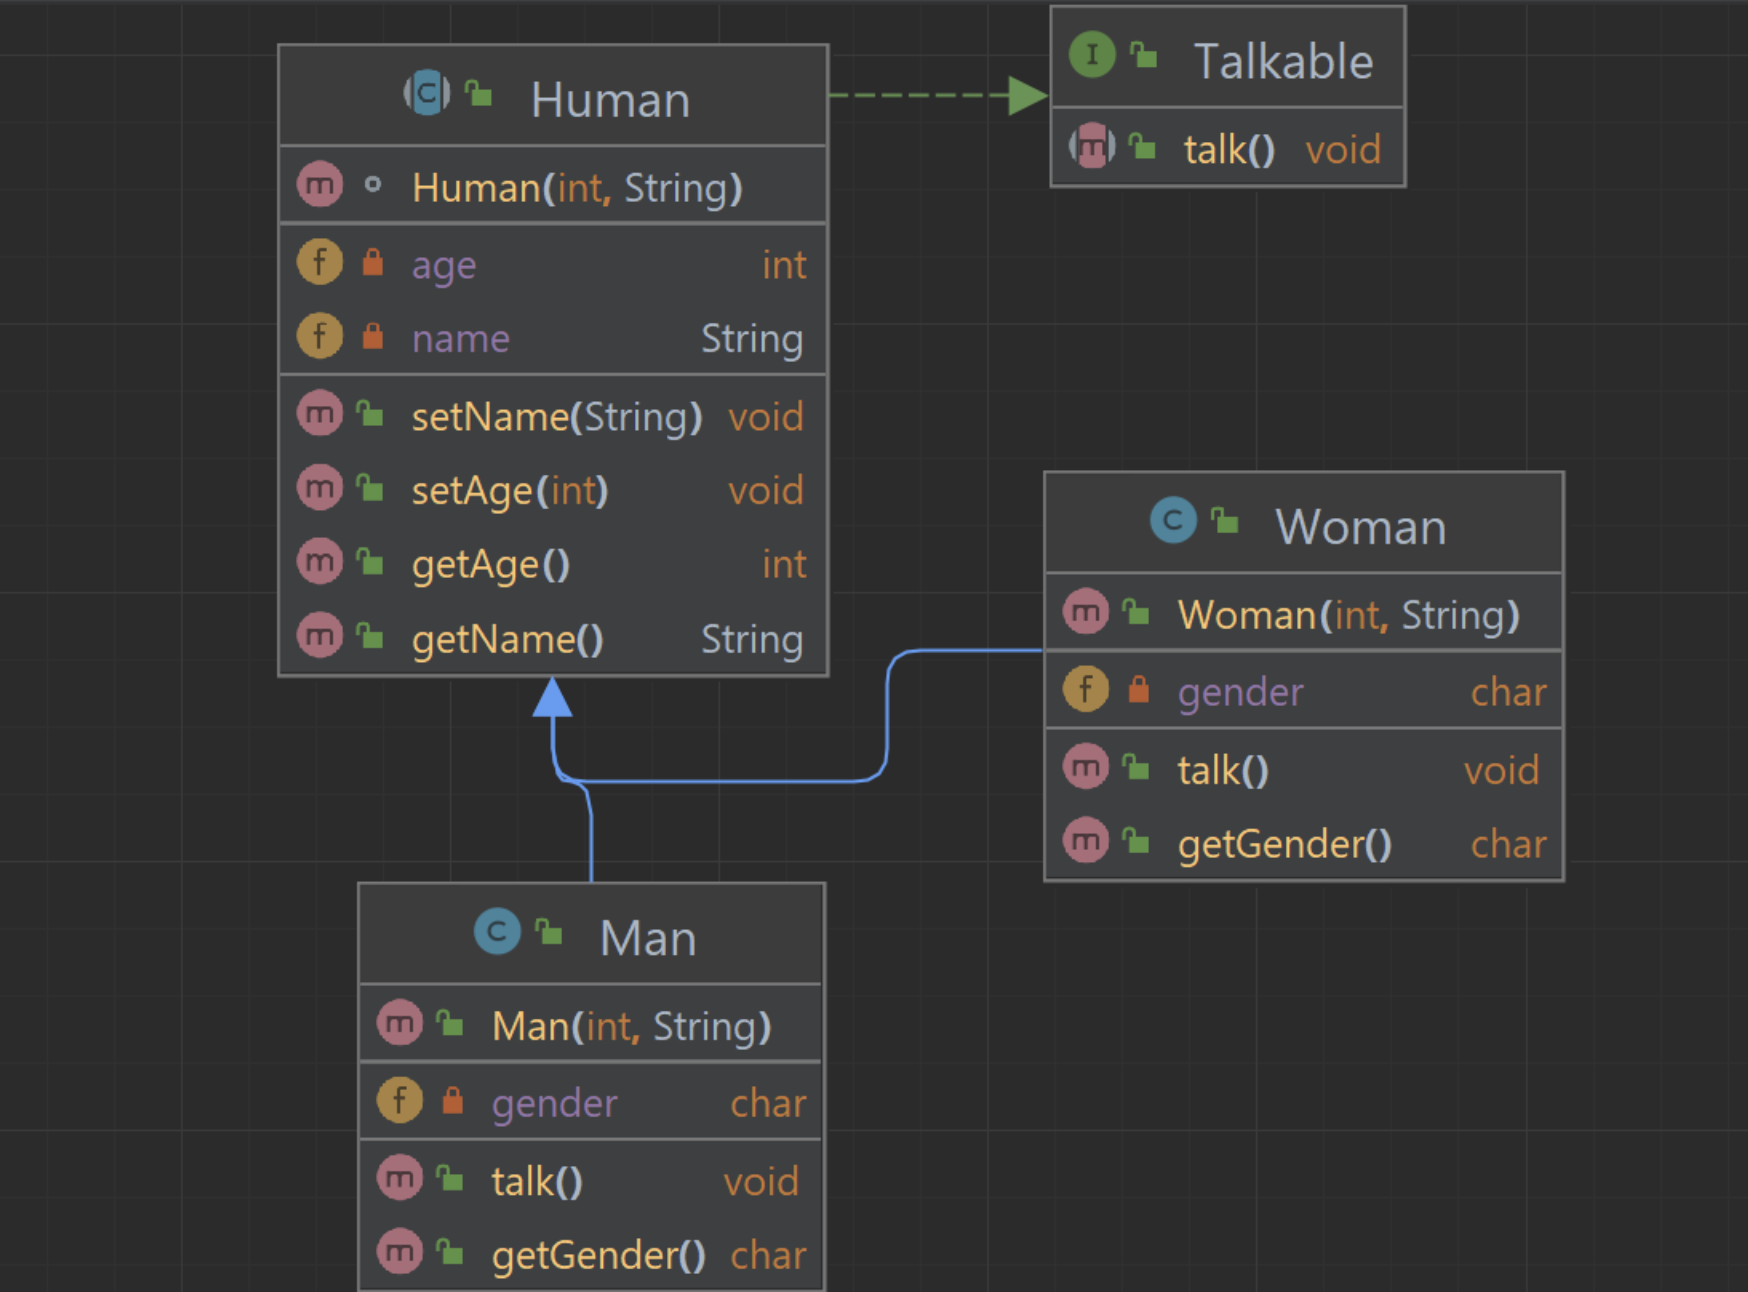 Human
Human(int, String)
age int
name String
setName(String) void
setAge(int) void
getAge() int
getName() String
Talkable
talk() void
Woman
Woman(int, String)
gender char
talk() void
getGender() char
Man
Man(int, String)
gender char
talk() void
getGender() char